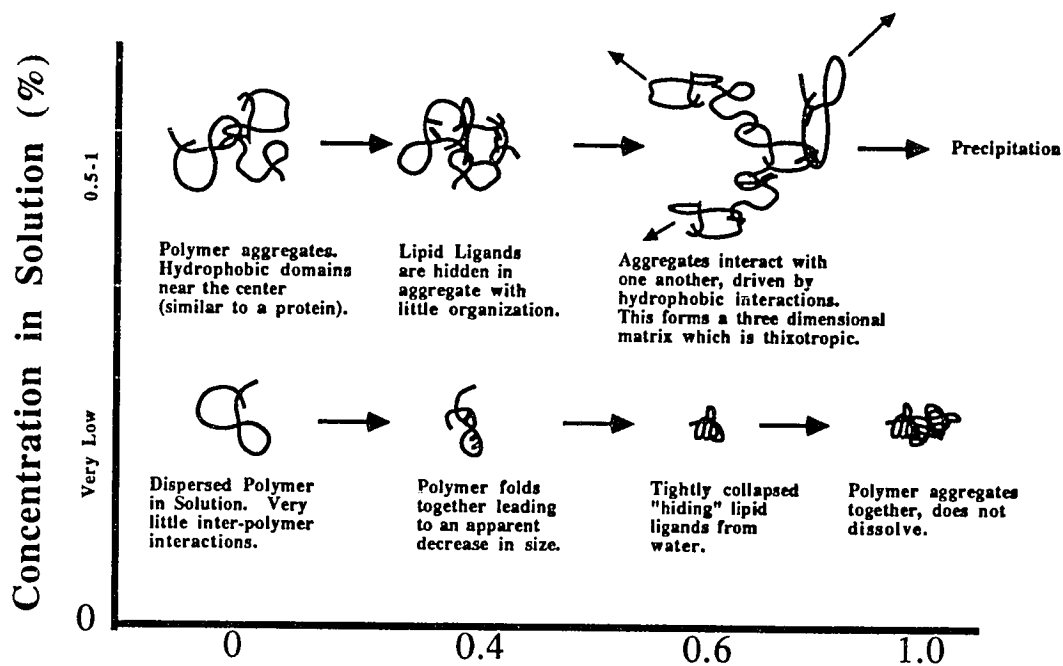 Concentration in Solution (%)
0.5-1
Precipitation
Polymer aggregates.
Hydrophobic domains
near the center
(similar to a protein).
Lipid Ligands
are hidden in
aggregate with
little organization.
Aggregates interact with
one another, driven by
hydrophobic interactions.
This forms a three dimensional
matrix which is thixotropic.
Very Low
Dispersed Polymer
in Solution. Very
little inter-polymer
interactions.
Polymer folds
together leading
to an apparent
decrease in size.
Tightly collapsed
"hiding" lipid
ligands from
water.
Polymer aggregates
together, does not
dissolve.
0
0 0.4 0.6 1.0